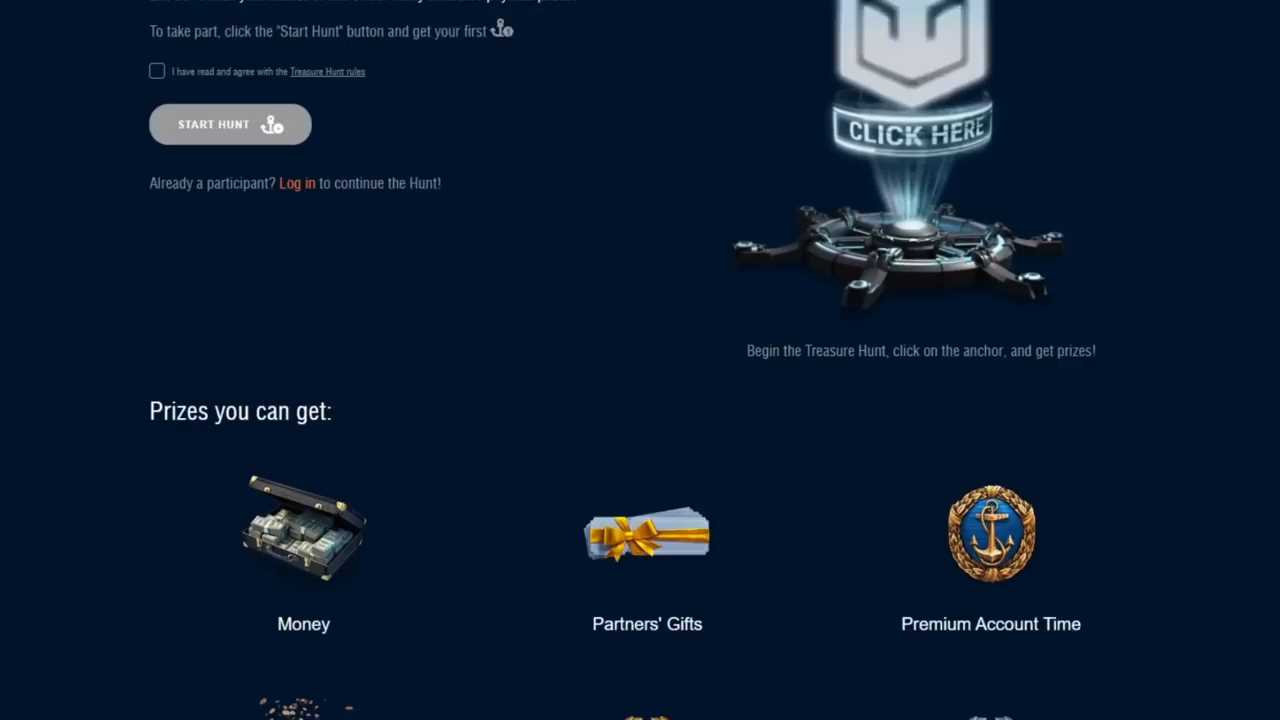 To take part, click the "Start Hunt" button and get your first
I have read and agree with the Treasure Hunt rules
START HUNT
Already a participant? Log in to continue the Hunt!
CLICK HERE
Begin the Treasure Hunt, click on the anchor, and get prizes!
Prizes you can get:
Money
Partners' Gifts
Premium Account Time